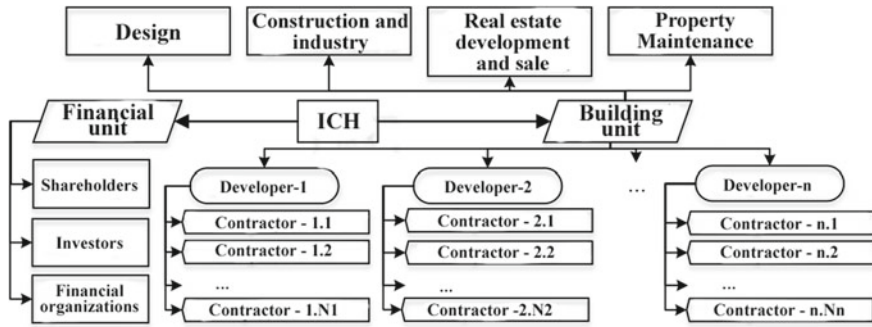 Design
Construction and
industry
Real estate
development
and sale
Property
Maintenance
Financial
unit
ICH
Building
unit
Shareholders
Investors
Financial
organizations
Developer-1
Contractor - 1.1
Contractor - 1.2
...
Contractor - 1.N1
Developer-2
Contractor - 2.1
Contractor - 2.2
...
Contractor -2.N2
...
Developer-n
Contractor - n.1
Contractor - n.2
...
Contractor - n.Nn